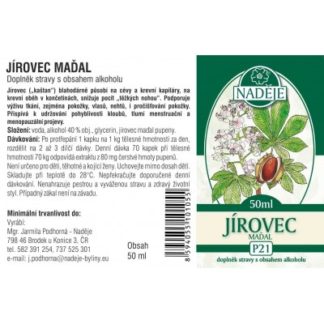 JÍROVEC MAĎAL
Doplněk stravy s obsahem alkoholu
Jírovec („kaštan") blahodárně působí na cévy a krevní kapiláry, na
krevní oběh v končetinách, snižuje pocit „těžkých nohou". Podporuje
výživu tkání, zejména pokožky, vlasů, nehtů, i pročišťování pokožky.
Přispívá k udržování pohyblivosti kloubů, tlumí menstruační a
menopauzální projevy.
Složení: voda, alkohol 40 % obj., glycerin, jírovec maďal pupeny.
Dávkování: Po protřepání 1 kapku na 1 kg tělesné hmotnosti za
den, rozdělit na 2 až 3 dílčí dávky. Denní dávka 70 kapek při tělesné
hmotnosti 70 kg odpovídá extraktu z 80 mg čerstvé hmoty pupenů.
Není určeno pro děti, těhotné a kojící ženy. Uchovejte mimo dosah dětí.
Skladujte při teplotě do 28°C. Nepřekračujte doporučené denní
dávkování. Nenahrazuje pestrou a vyváženou stravu a zdravý životní
styl. Případný zákal není na závadu.
Minimální trvanlivost do:
Vyrábí:
Mgr. Jarmila Podhorná - Naděje
798 46 Brodek u Konice 3, ČR
tel. 582 391 254, 737 525 301
e-mail: j.podhorna@nadeje-byliny.eu
Obsah
50 ml
8 594055 101055
NADĚJE
50ml
JÍROVEC
MAĎAL
P21
doplněk stravy s obsahem alkoholu